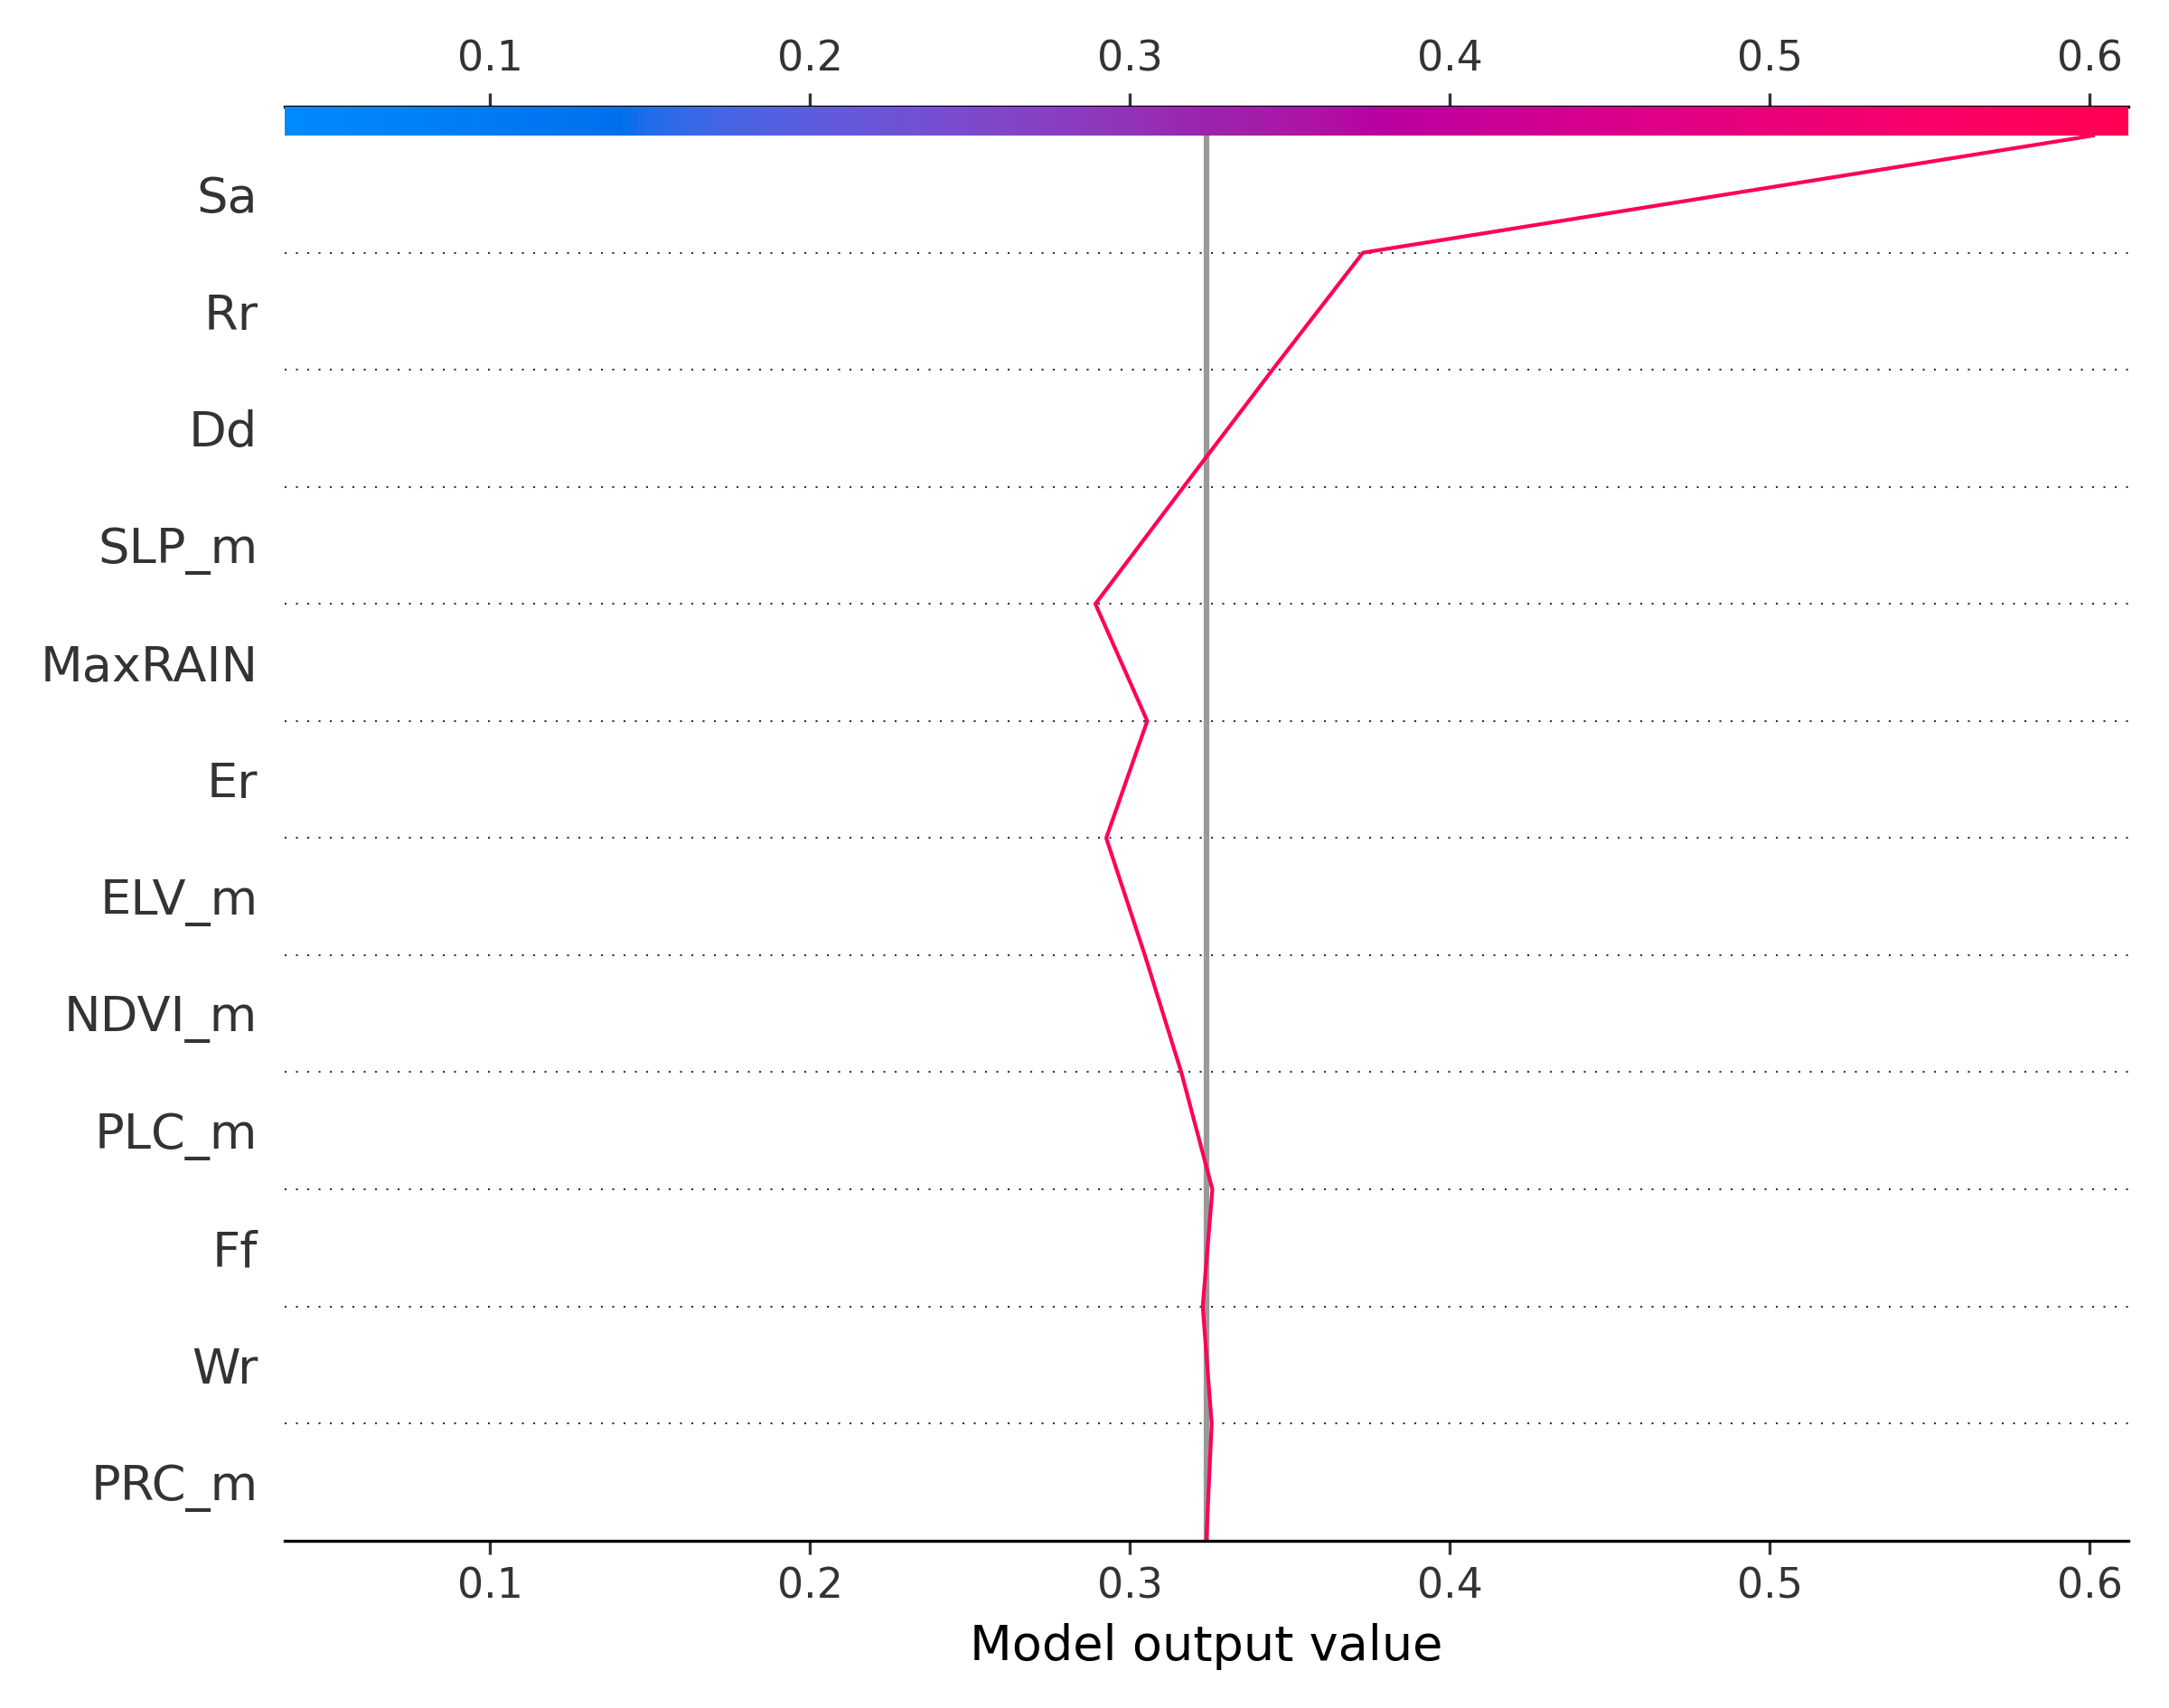 0.1 0.2 0.3 0.4 0.5 0.6
Sa
Rr
Dd
SLP_m
MaxRAIN
Er
ELV_m
NDVI_m
PLC_m
Ff
Wr
PRC_m
0.1 0.2 0.3 0.4 0.5 0.6
Model output value